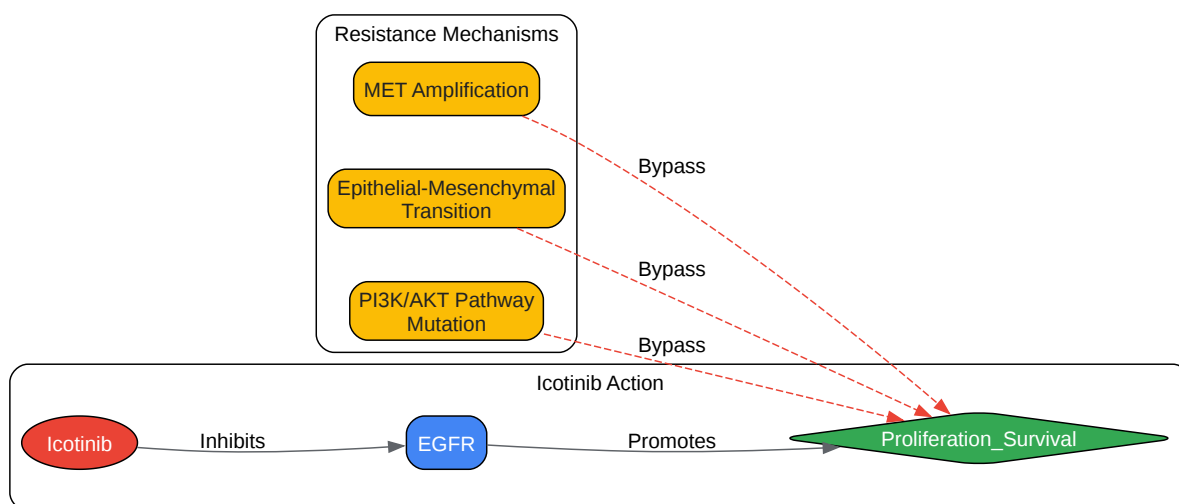 Resistance Mechanisms
MET Amplification
Bypass
Epithelial-Mesenchymal
Transition
Bypass
PI3K/AKT Pathway
Mutation
Bypass
Icotinib Action
Icotinib
Inhibits
EGFR
Promotes
Proliferation_Survival